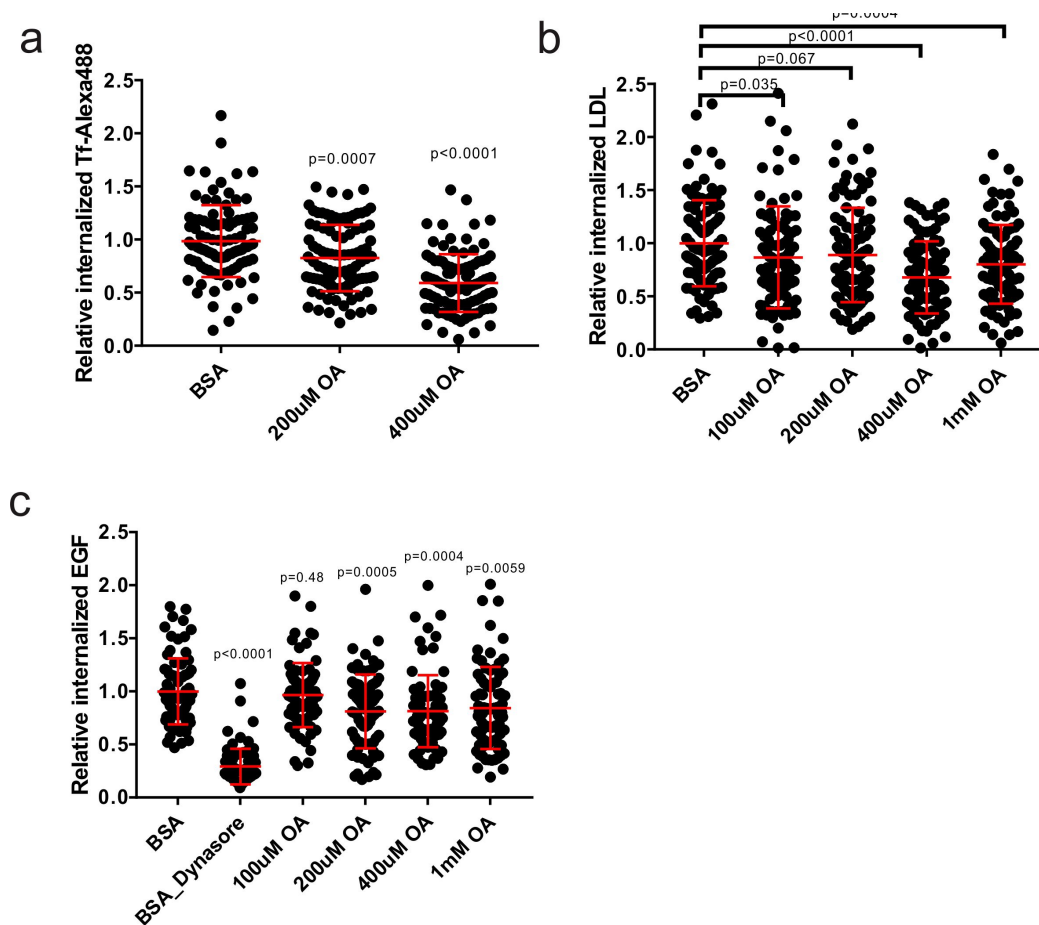 a
Relative internalized Tf-Alexa488
2.5
2.0
1.5
1.0
0.5
0.0
p=0.0007
p<0.0001
BSA
200uM OA
400uM OA
b
Relative internalized LDL
p=0.0004
p<0.0001
p=0.067
p=0.035
2.5
2.0
1.5
1.0
0.5
0.0
BSA
100uM OA
200uM OA
400uM OA
1mM OA
c
Relative internalized EGF
2.5
2.0
1.5
1.0
0.5
0.0
p<0.0001
p=0.48
p=0.0005
p=0.0004
p=0.0059
BSA
BSA_Dynasore
100uM OA
200uM OA
400uM OA
1mM OA